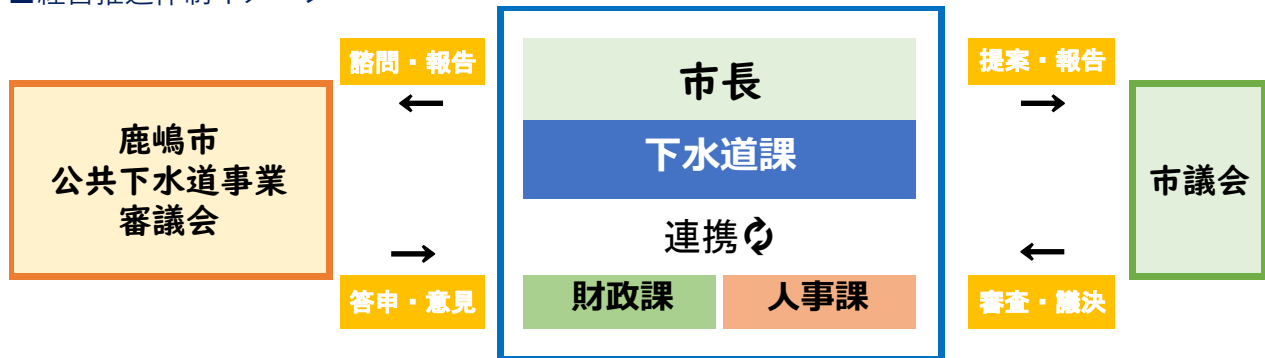 諮問・報告
←
鹿嶋市
公共下水道事業
審議会
→
答申・意見
市長
下水道課
連携
財政課
人事課
提案・報告
→
市議会
←
審査・議決